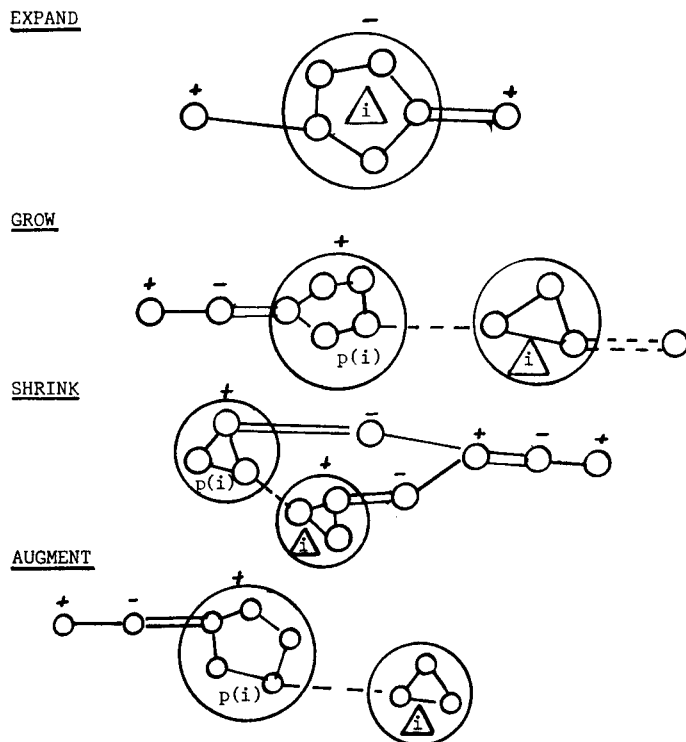 EXPAND
-
+ i +
GROW
+
+ -
p(i) i
SHRINK
+ -
+ - +
p(i) + -
i
AUGMENT
+
+ -
p(i) i